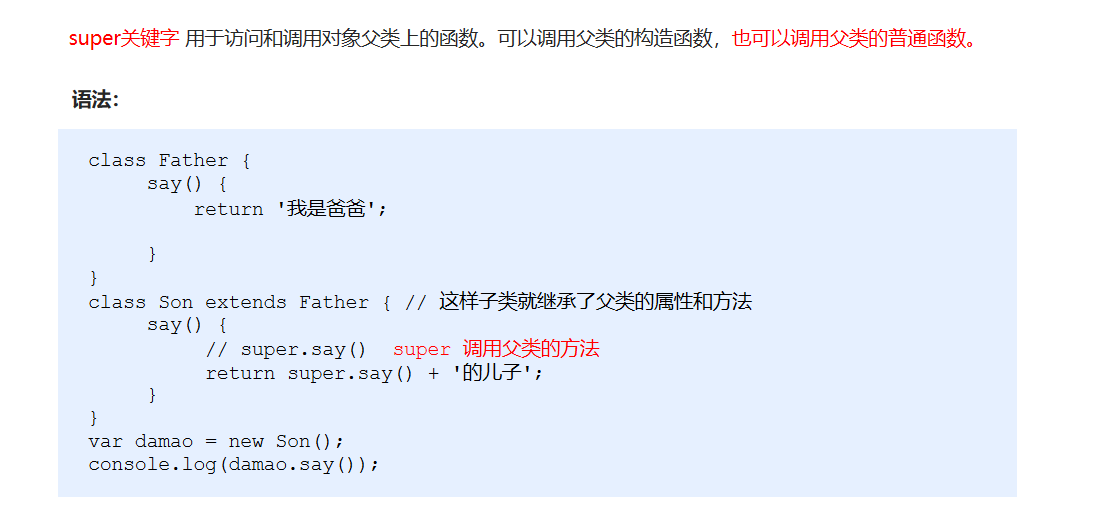 super关键字 用于访问和调用对象父类上的函数。可以调用父类的构造函数，也可以调用父类的普通函数。
语法：
class Father {
     say() {
         return '我是爸爸';
     }
}
class Son extends Father { // 这样子类就继承了父类的属性和方法
     say() {
          // super.say()  super 调用父类的方法
          return super.say() + '的儿子';
     }
}
var damao = new Son();
console.log(damao.say());